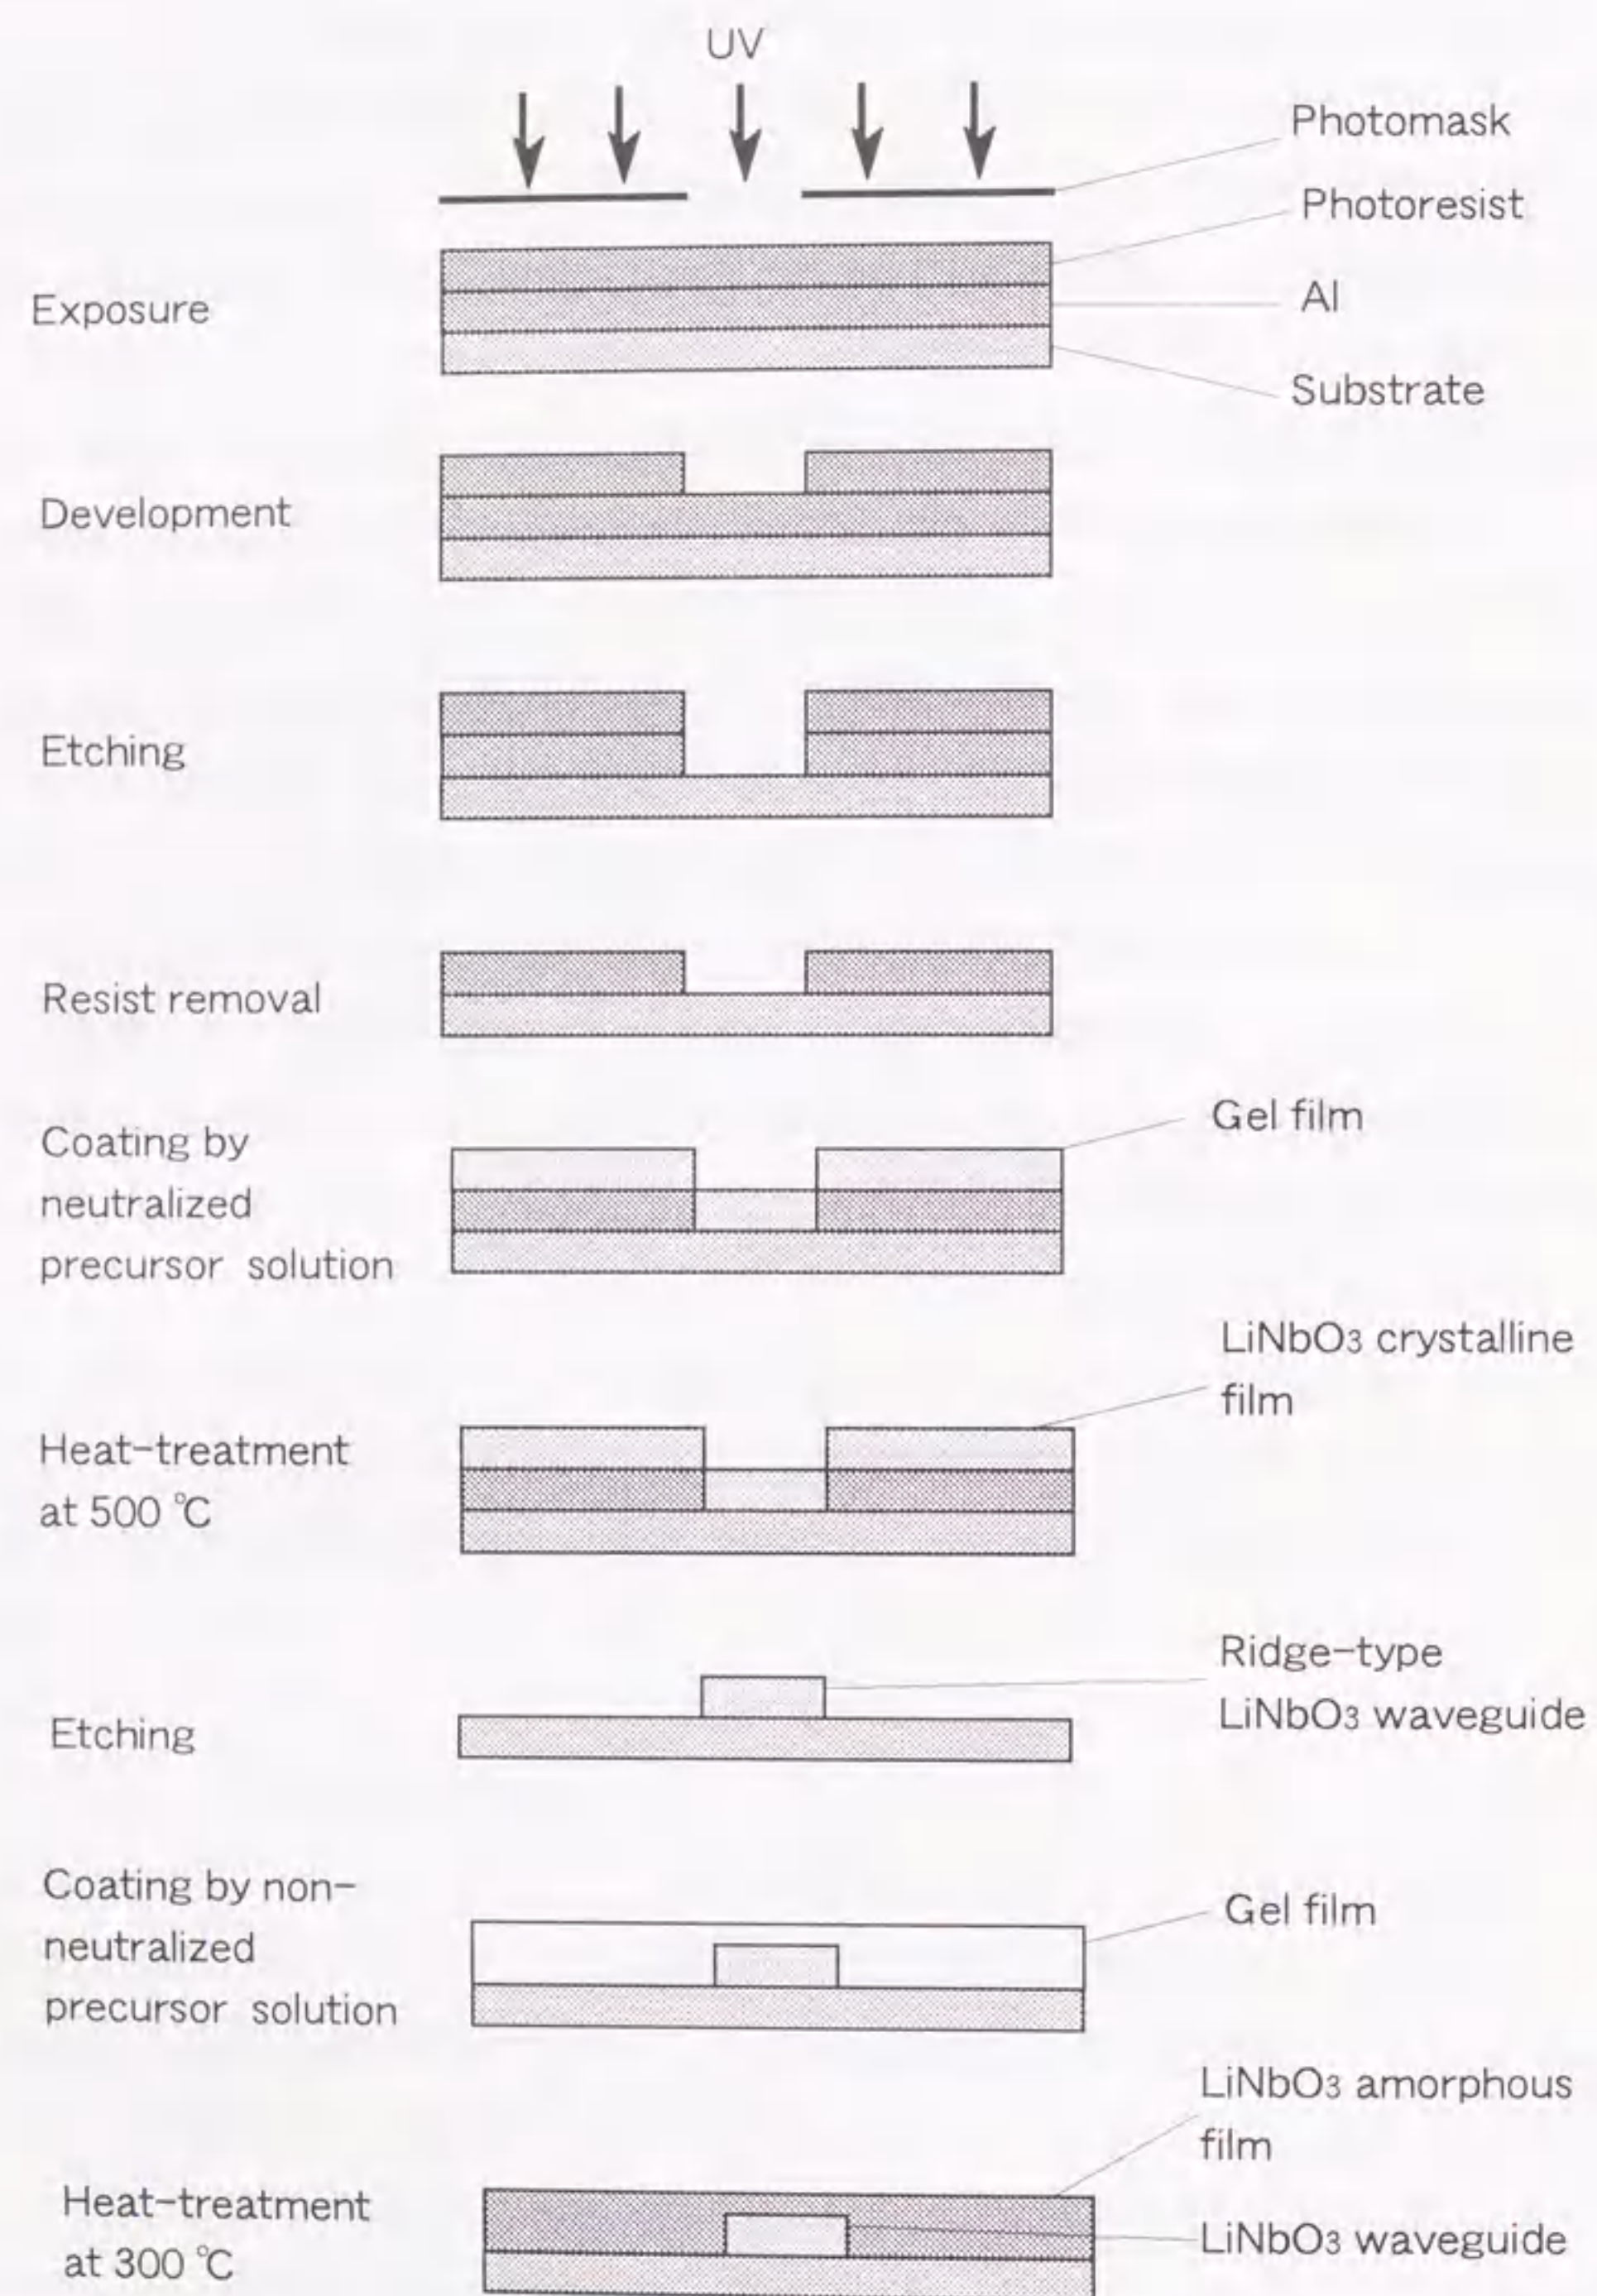 UV
Photomask
Photoresist
Al
Substrate
Exposure
Development
Etching
Resist removal
Coating by
neutralized
precursor solution
Gel film
LiNbO3 crystalline
film
Heat-treatment
at 500 ℃
Ridge-type
LiNbO3 waveguide
Etching
Coating by non-
neutralized
precursor solution
Gel film
LiNbO3 amorphous
film
Heat-treatment
at 300 ℃
LiNbO3 waveguide